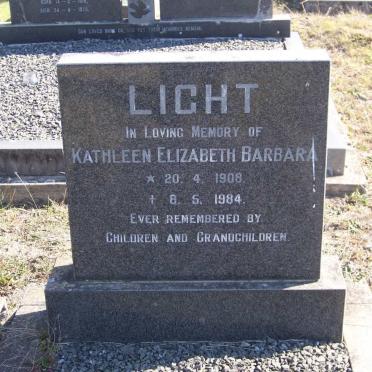 LIGHT
IN LOVING MEMORY OF
KATHLEEN ELIZABETH BARBARA
* 20. 4. 1908
† 8. 5. 1984.
EVER REMEMBERED BY
CHILDREN AND GRANDCHILDREN.